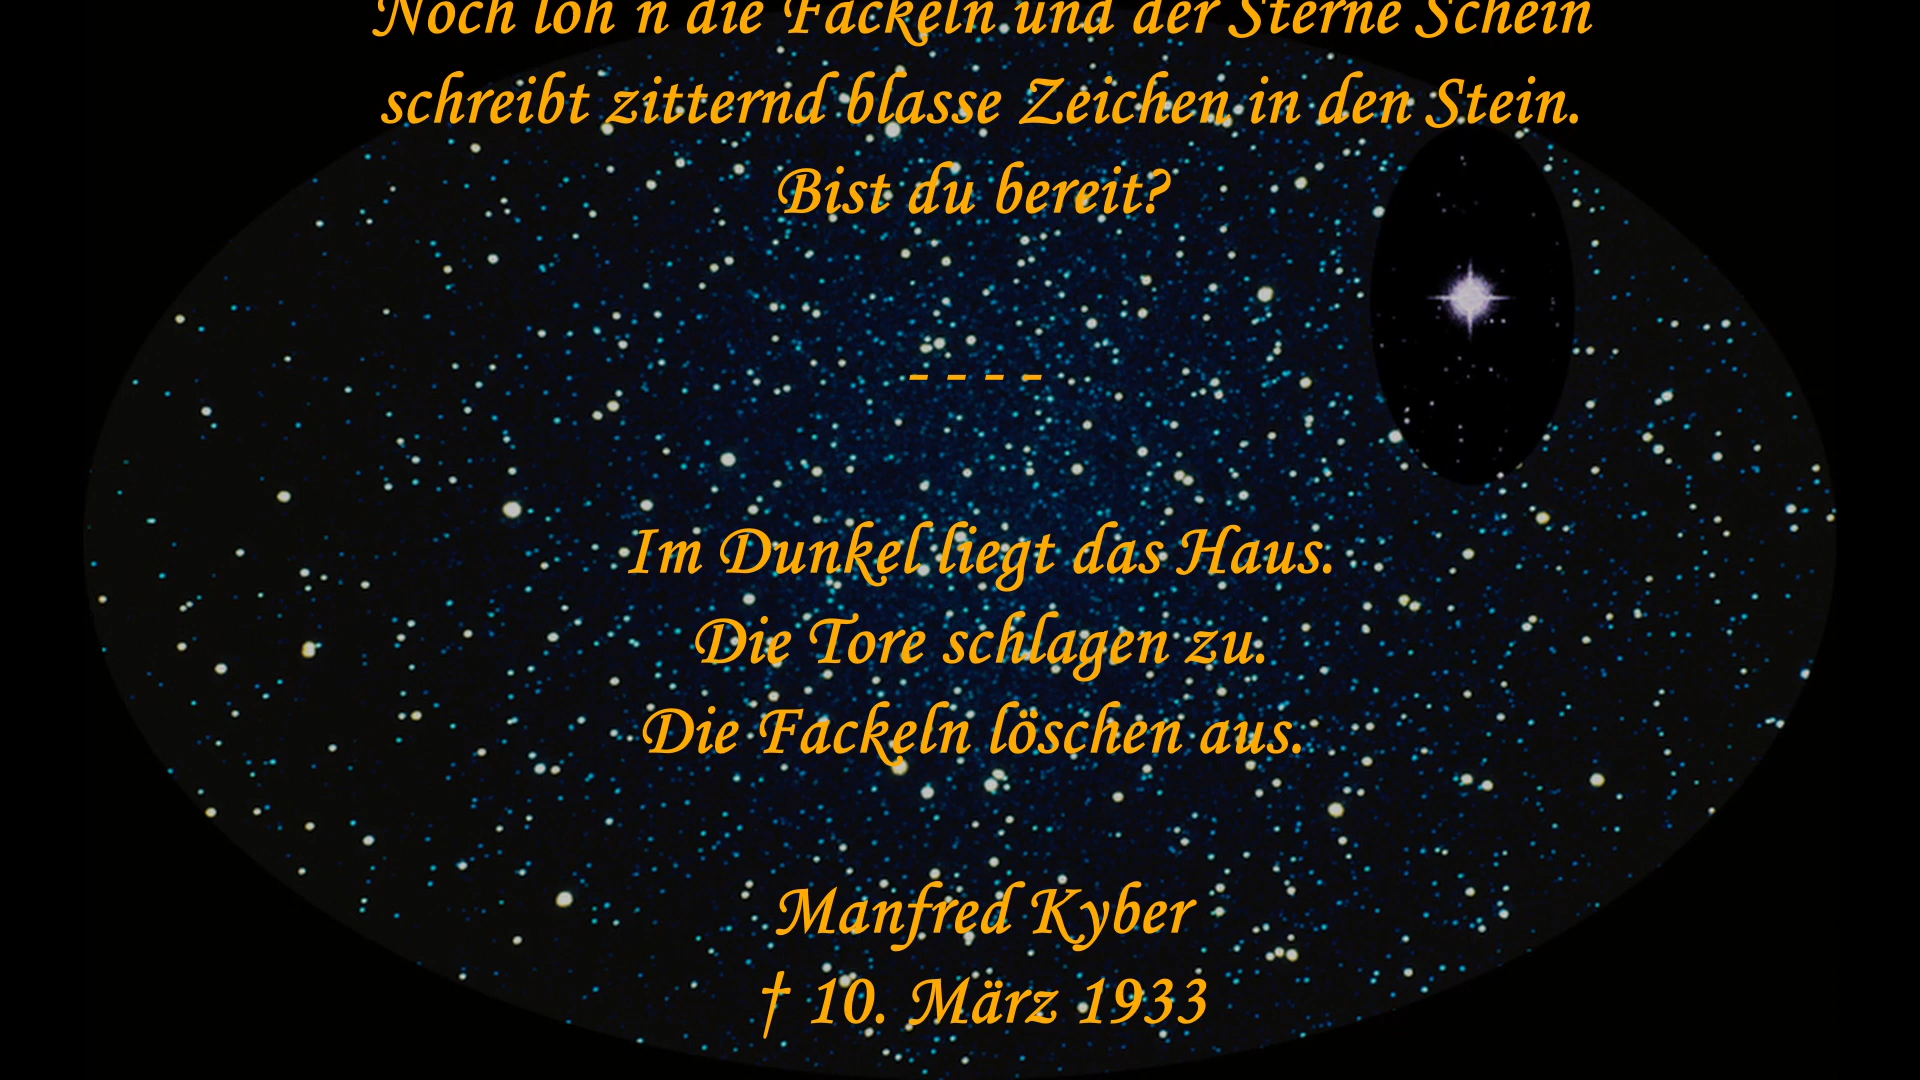 Noch loh'n die Fackeln und der Sterne Schein
schreibt zitternd blasse Zeichen in den Stein.
Bist du bereit?
- - - -
Im Dunkel liegt das Haus.
Die Tore schlagen zu.
Die Fackeln löschen aus.
Manfred Kyber
† 10. März 1933